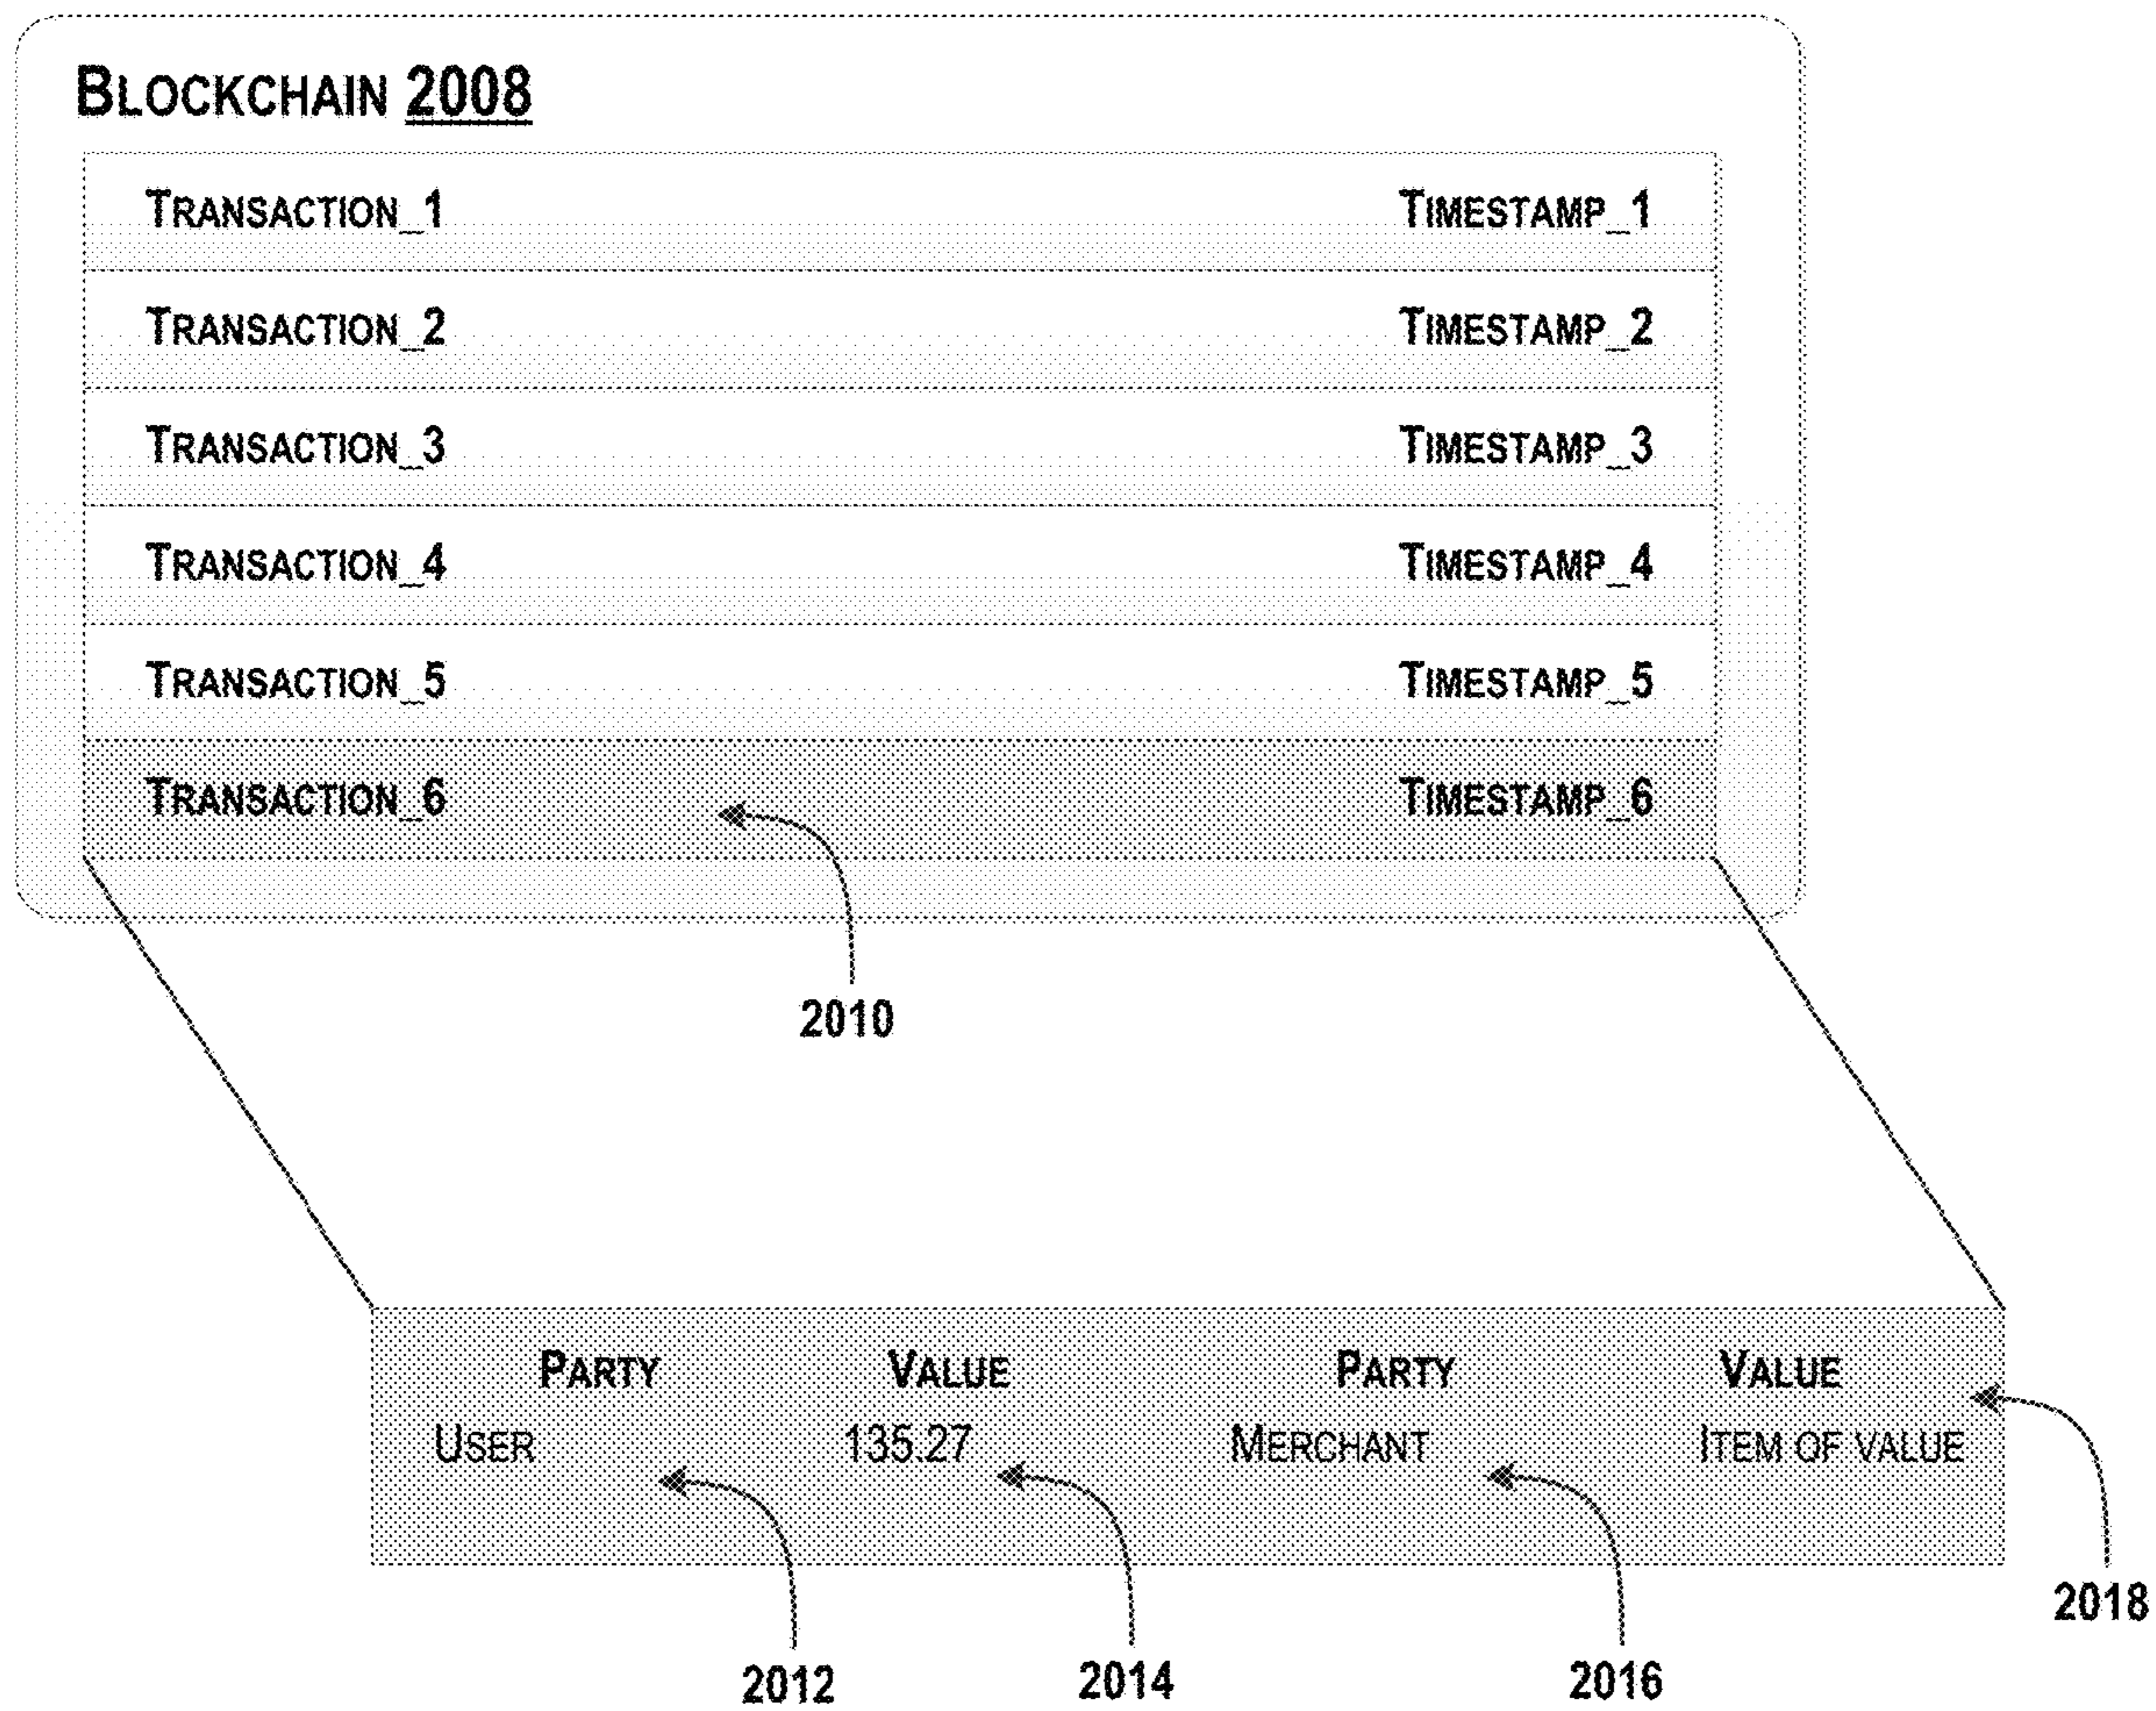 BLOCKCHAIN 2008
TRANSACTION_1 TIMESTAMP_1
TRANSACTION_2 TIMESTAMP_2
TRANSACTION_3 TIMESTAMP_3
TRANSACTION_4 TIMESTAMP_4
TRANSACTION_5 TIMESTAMP_5
TRANSACTION_6 TIMESTAMP_6
2010
PARTY VALUE PARTY VALUE
USER 135.27 MERCHANT ITEM OF VALUE
2018
2012 2014 2016